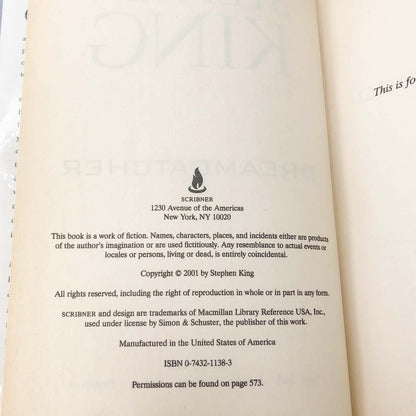 KING
DREAMCATCHER
SCRIBNER
1230 Avenue of the Americas
New York, NY 10020
This book is a work of fiction. Names, characters, places, and incidents either are products
of the author's imagination or are used fictitiously. Any resemblance to actual events or
locales or persons, living or dead, is entirely coincidental.
Copyright © 2001 by Stephen King
All rights reserved, including the right of reproduction in whole or in part in any form.
SCRIBNER and design are trademarks of Macmillan Library Reference USA, Inc.,
used under license by Simon & Schuster, the publisher of this work.
Manufactured in the United States of America
ISBN 0-7432-1138-3
Permissions can be found on page 573.
This is fo